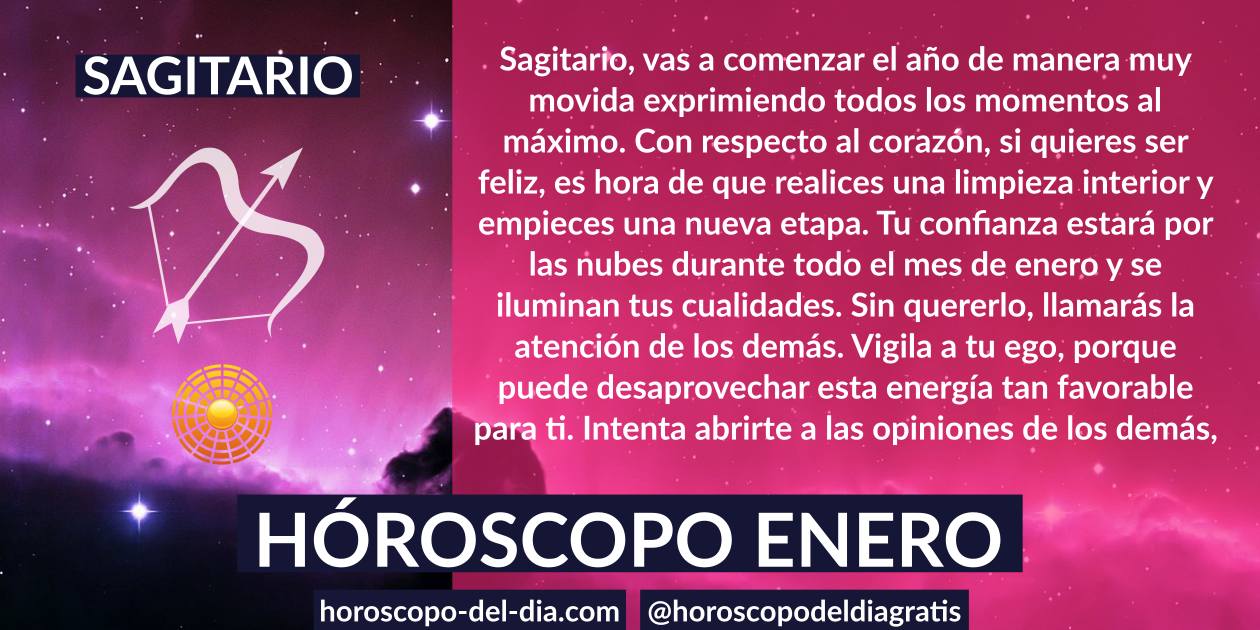 SAGITARIO
Sagitario, vas a comenzar el año de manera muy
movida exprimiendo todos los momentos al
máximo. Con respecto al corazón, si quieres ser
feliz, es hora de que realices una limpieza interior y
empieces una nueva etapa. Tu confianza estará por
las nubes durante todo el mes de enero y se
iluminan tus cualidades. Sin quererlo, llamarás la
atención de los demás. Vigila a tu ego, porque
puede desaprovechar esta energía tan favorable
para ti. Intenta abrirte a las opiniones de los demás,
HÓROSCOPO ENERO
horoscopo-del-dia.com
@horoscopodeldiagratis